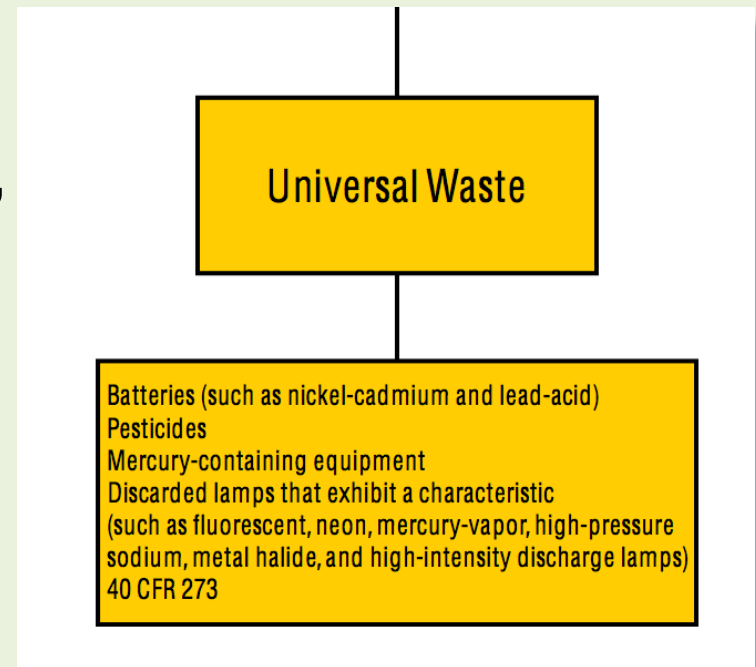 Universal Waste
Batteries (such as nickel-cadmium and lead-acid)
Pesticides
Mercury-containing equipment
Discarded lamps that exhibit a characteristic
(such as fluorescent, neon, mercury-vapor, high-pressure
sodium, metal halide, and high-intensity discharge lamps)
40 CFR 273